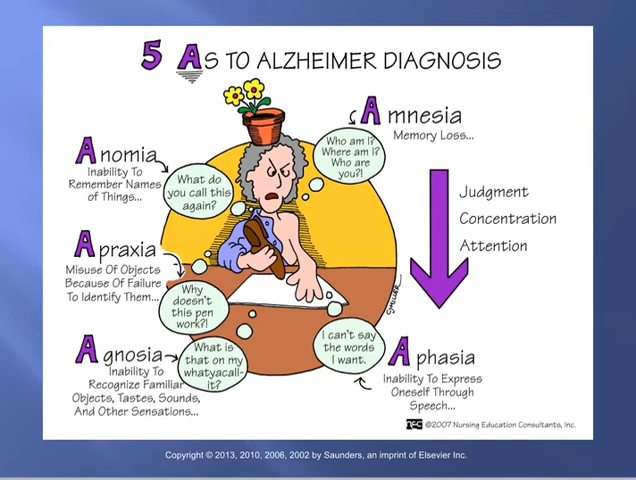 5 As TO ALZHEIMER DIAGNOSIS
Amnesia
Memory Loss...
Who am I?
Where am I?
Who are
you?!
Anomia
Inability To
Remember Names
of Things...
What do
you call this
again?
Judgment
Concentration
Attention
Apraxia
Misuse Of Objects
Because Of Failure
To Identify Them...
Why
doesn't
this pen
work?!
Agnosia
Inability To
Recognize Familiar
Objects, Tastes, Sounds,
And Other Sensations...
What is
that on my
whatyacall-
it?
I can't say
the words
I want.
Aphasia
Inability To Express
Oneself Through
Speech...
C.MILLER
nec ©2007 Nursing Education Consultants, Inc.
Copyright © 2013, 2010, 2006, 2002 by Saunders, an imprint of Elsevier Inc.